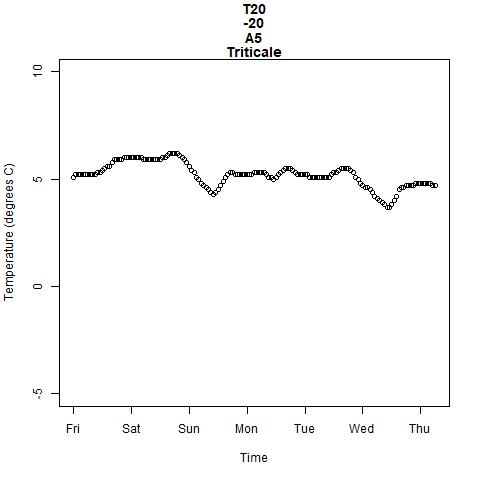 T20
-20
A5
Triticale
Temperature (degrees C)
10
5
0
-5
Fri Sat Sun Mon Tue Wed Thu
Time